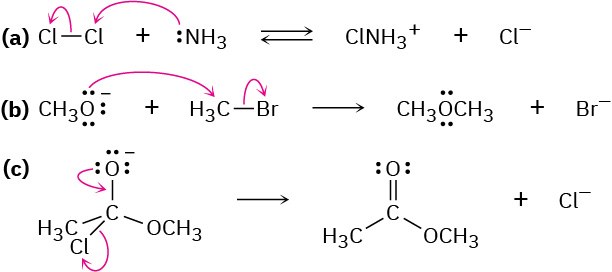 (a) Cl—Cl + :NH₃ ⇌ ClNH₃⁺ + Cl⁻
(b) CH₃O⁻ + H₃C—Br → CH₃OCH₃ + Br⁻
(c)
O⁻ O
C → C + Cl⁻
H₃C OCH₃ H₃C OCH₃
Cl